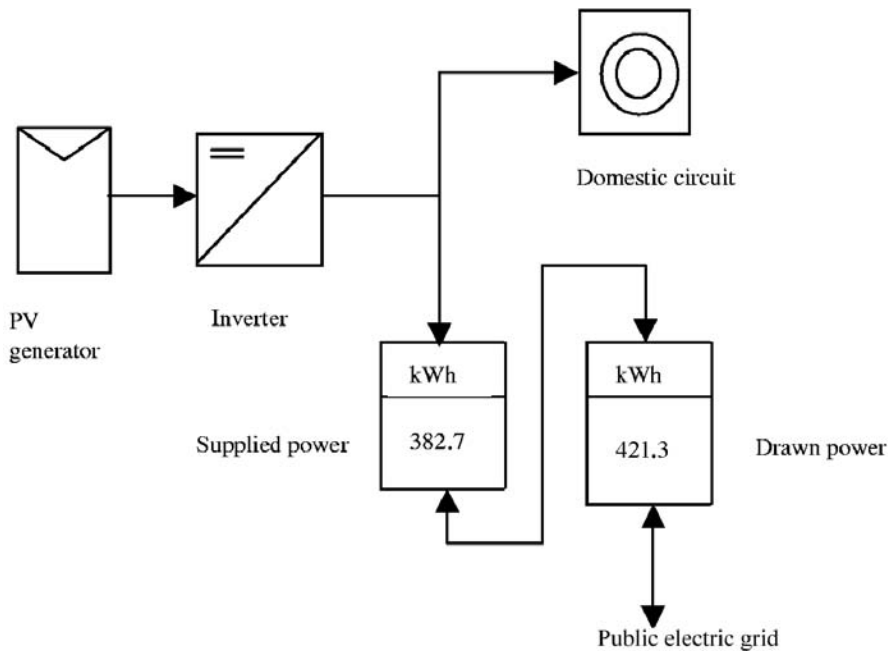 Domestic circuit
PV
generator
Inverter
kWh
kWh
Supplied power
382.7
421.3
Drawn power
Public electric grid